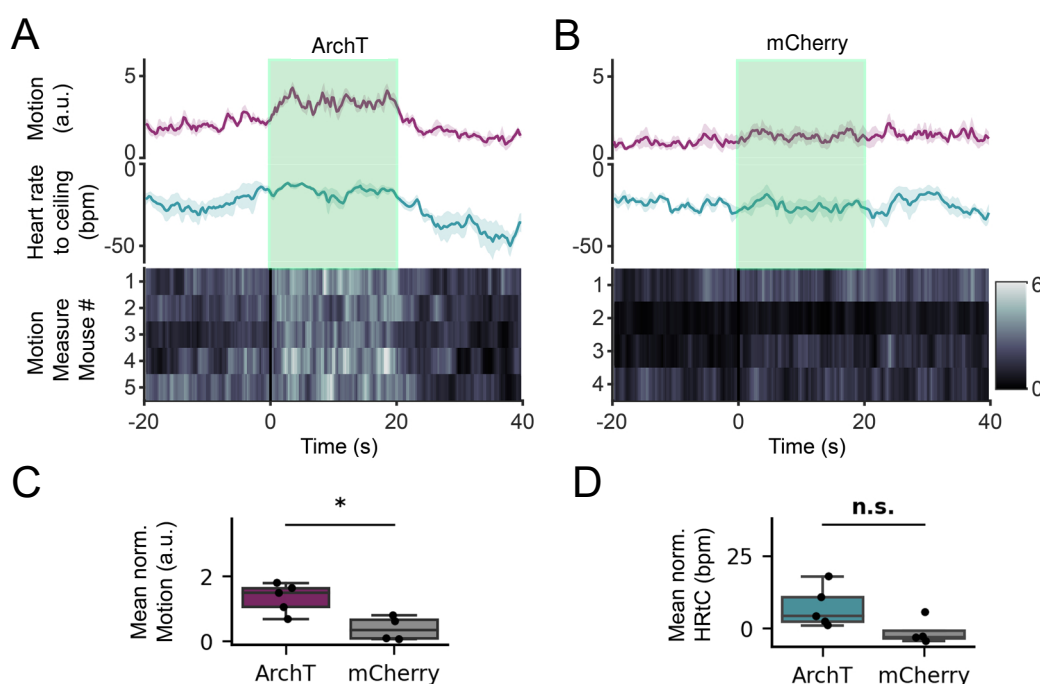 A
ArchT
B
mCherry
Motion
(a.u.)
5
0
5
0
Heart rate
to ceiling
(bpm)
0
-50
0
-50
Motion
Measure
Mouse #
1
2
3
4
5
1
2
3
4
6
0
-20 0 20 40
-20 0 20 40
Time (s)
Time (s)
C
D
*
n.s.
Mean norm.
Motion (a.u.)
2
0
ArchT mCherry
Mean norm.
HRtC (bpm)
25
0
ArchT mCherry